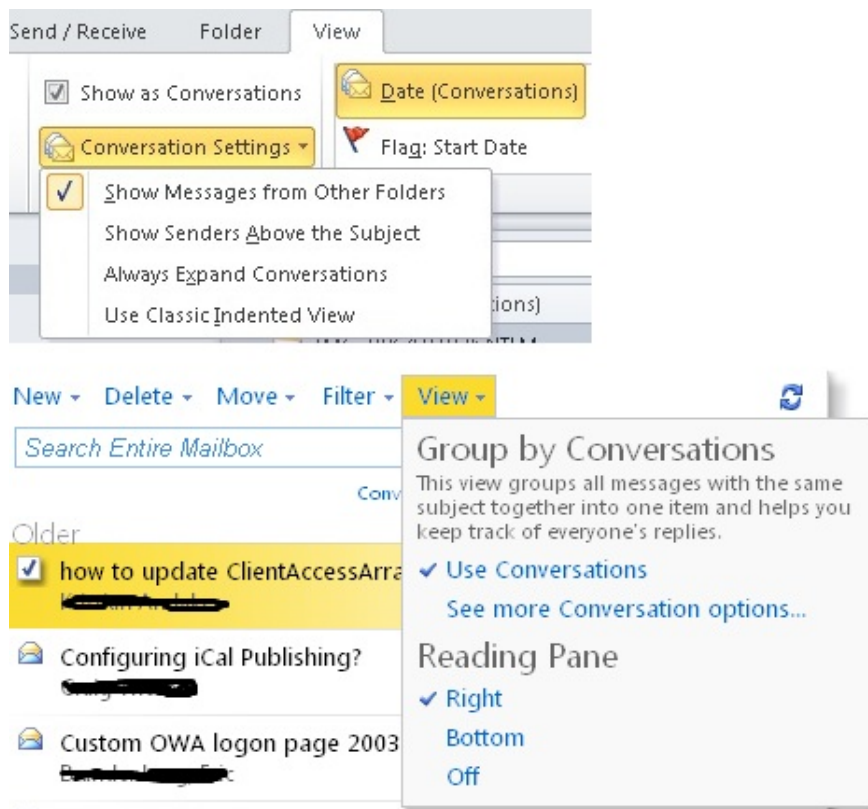 Send / Receive Folder View
Show as Conversations
Date (Conversations)
Conversation Settings
Flag: Start Date
Show Messages from Other Folders
Show Senders Above the Subject
Always Expand Conversations
Use Classic Indented View
ions)
New Delete Move Filter View
Search Entire Mailbox
Group by Conversations
This view groups all messages with the same
subject together into one item and helps you
keep track of everyone's replies.
Conv
Older
how to update ClientAccessArra
Use Conversations
See more Conversation options...
Configuring iCal Publishing?
Reading Pane
Right
Custom OWA logon page 2003
Bottom
Off